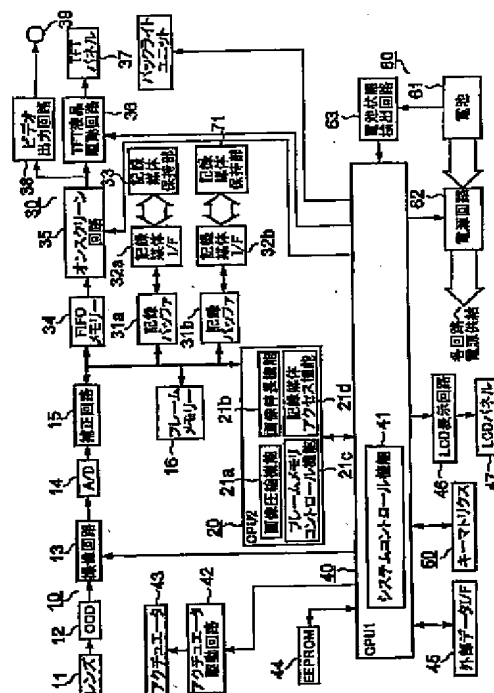 39
ビデオ
出力回路
38
TFT
パネル
37
バックライト
ユニット
TFT液晶
駆動回路
36
30
オンスクリーン
回路
35
FIFO
メモリー
34
記録
媒体
保持部
33
記録
媒体
保持部
71
記録
媒体
I/F
32a
記録
媒体
I/F
32b
記録
バッファ
31a
記録
バッファ
31b
補正回路
15
フレーム
メモリー
16
A/D
14
撮像回路
13
10
CCD
12
レンズ
11
20
CPU2
画像圧縮機能
21a
画像伸長機能
21b
フレームメモリ
コントロール機能
21c
記録媒体
アクセス機能
21d
アクチュエータ
43
アクチュエータ
駆動回路
42
EEPROM
44
40
CPU1
システムコントロール機能
41
60
電池状態
検出回路
63
電池
61
電源回路
62
各回路へ
電源供給
LCD表示回路
46
LCDパネル
47
キーマトリクス
50
外部データI/F
45